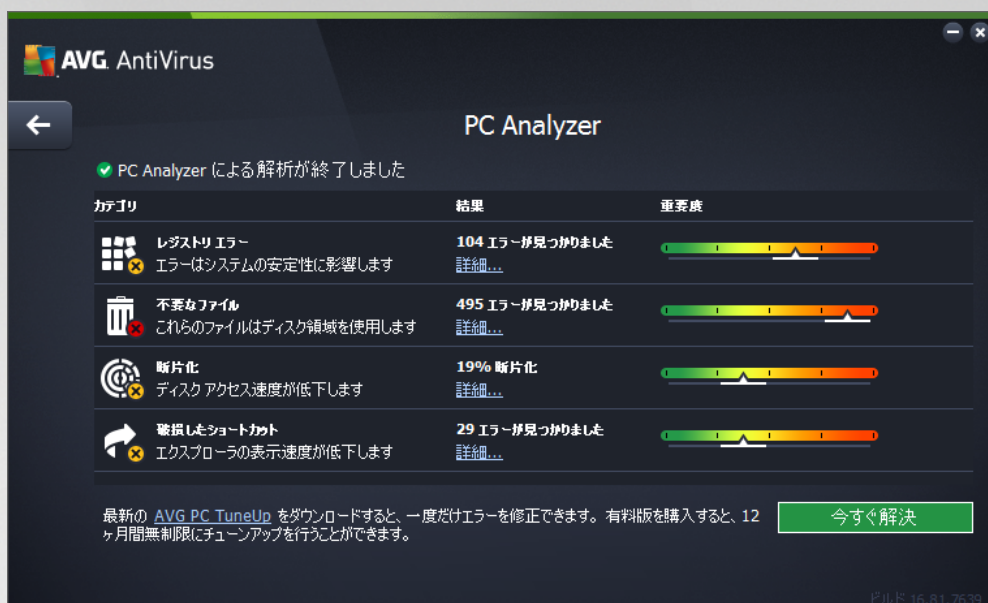 AVG. AntiVirus
PC Analyzer
PC Analyzer による解析が終了しました
カテゴリ 結果 重要度
レジストリ エラー 104 エラーが見つかりました
エラーはシステムの安定性に影響します 詳細...
不要なファイル 495 エラーが見つかりました
これらのファイルはディスク領域を使用します 詳細...
断片化 19% 断片化
ディスク アクセス速度が低下します 詳細...
破損したショートカット 29 エラーが見つかりました
エクスプローラの表示速度が低下します 詳細...
最新の AVG PC TuneUp をダウンロードすると、一度だけエラーを修正できます。有料版を購入すると、12
ヶ月間無制限にチューンアップを行うことができます。
今すぐ解決
ビルド 16.81.7639